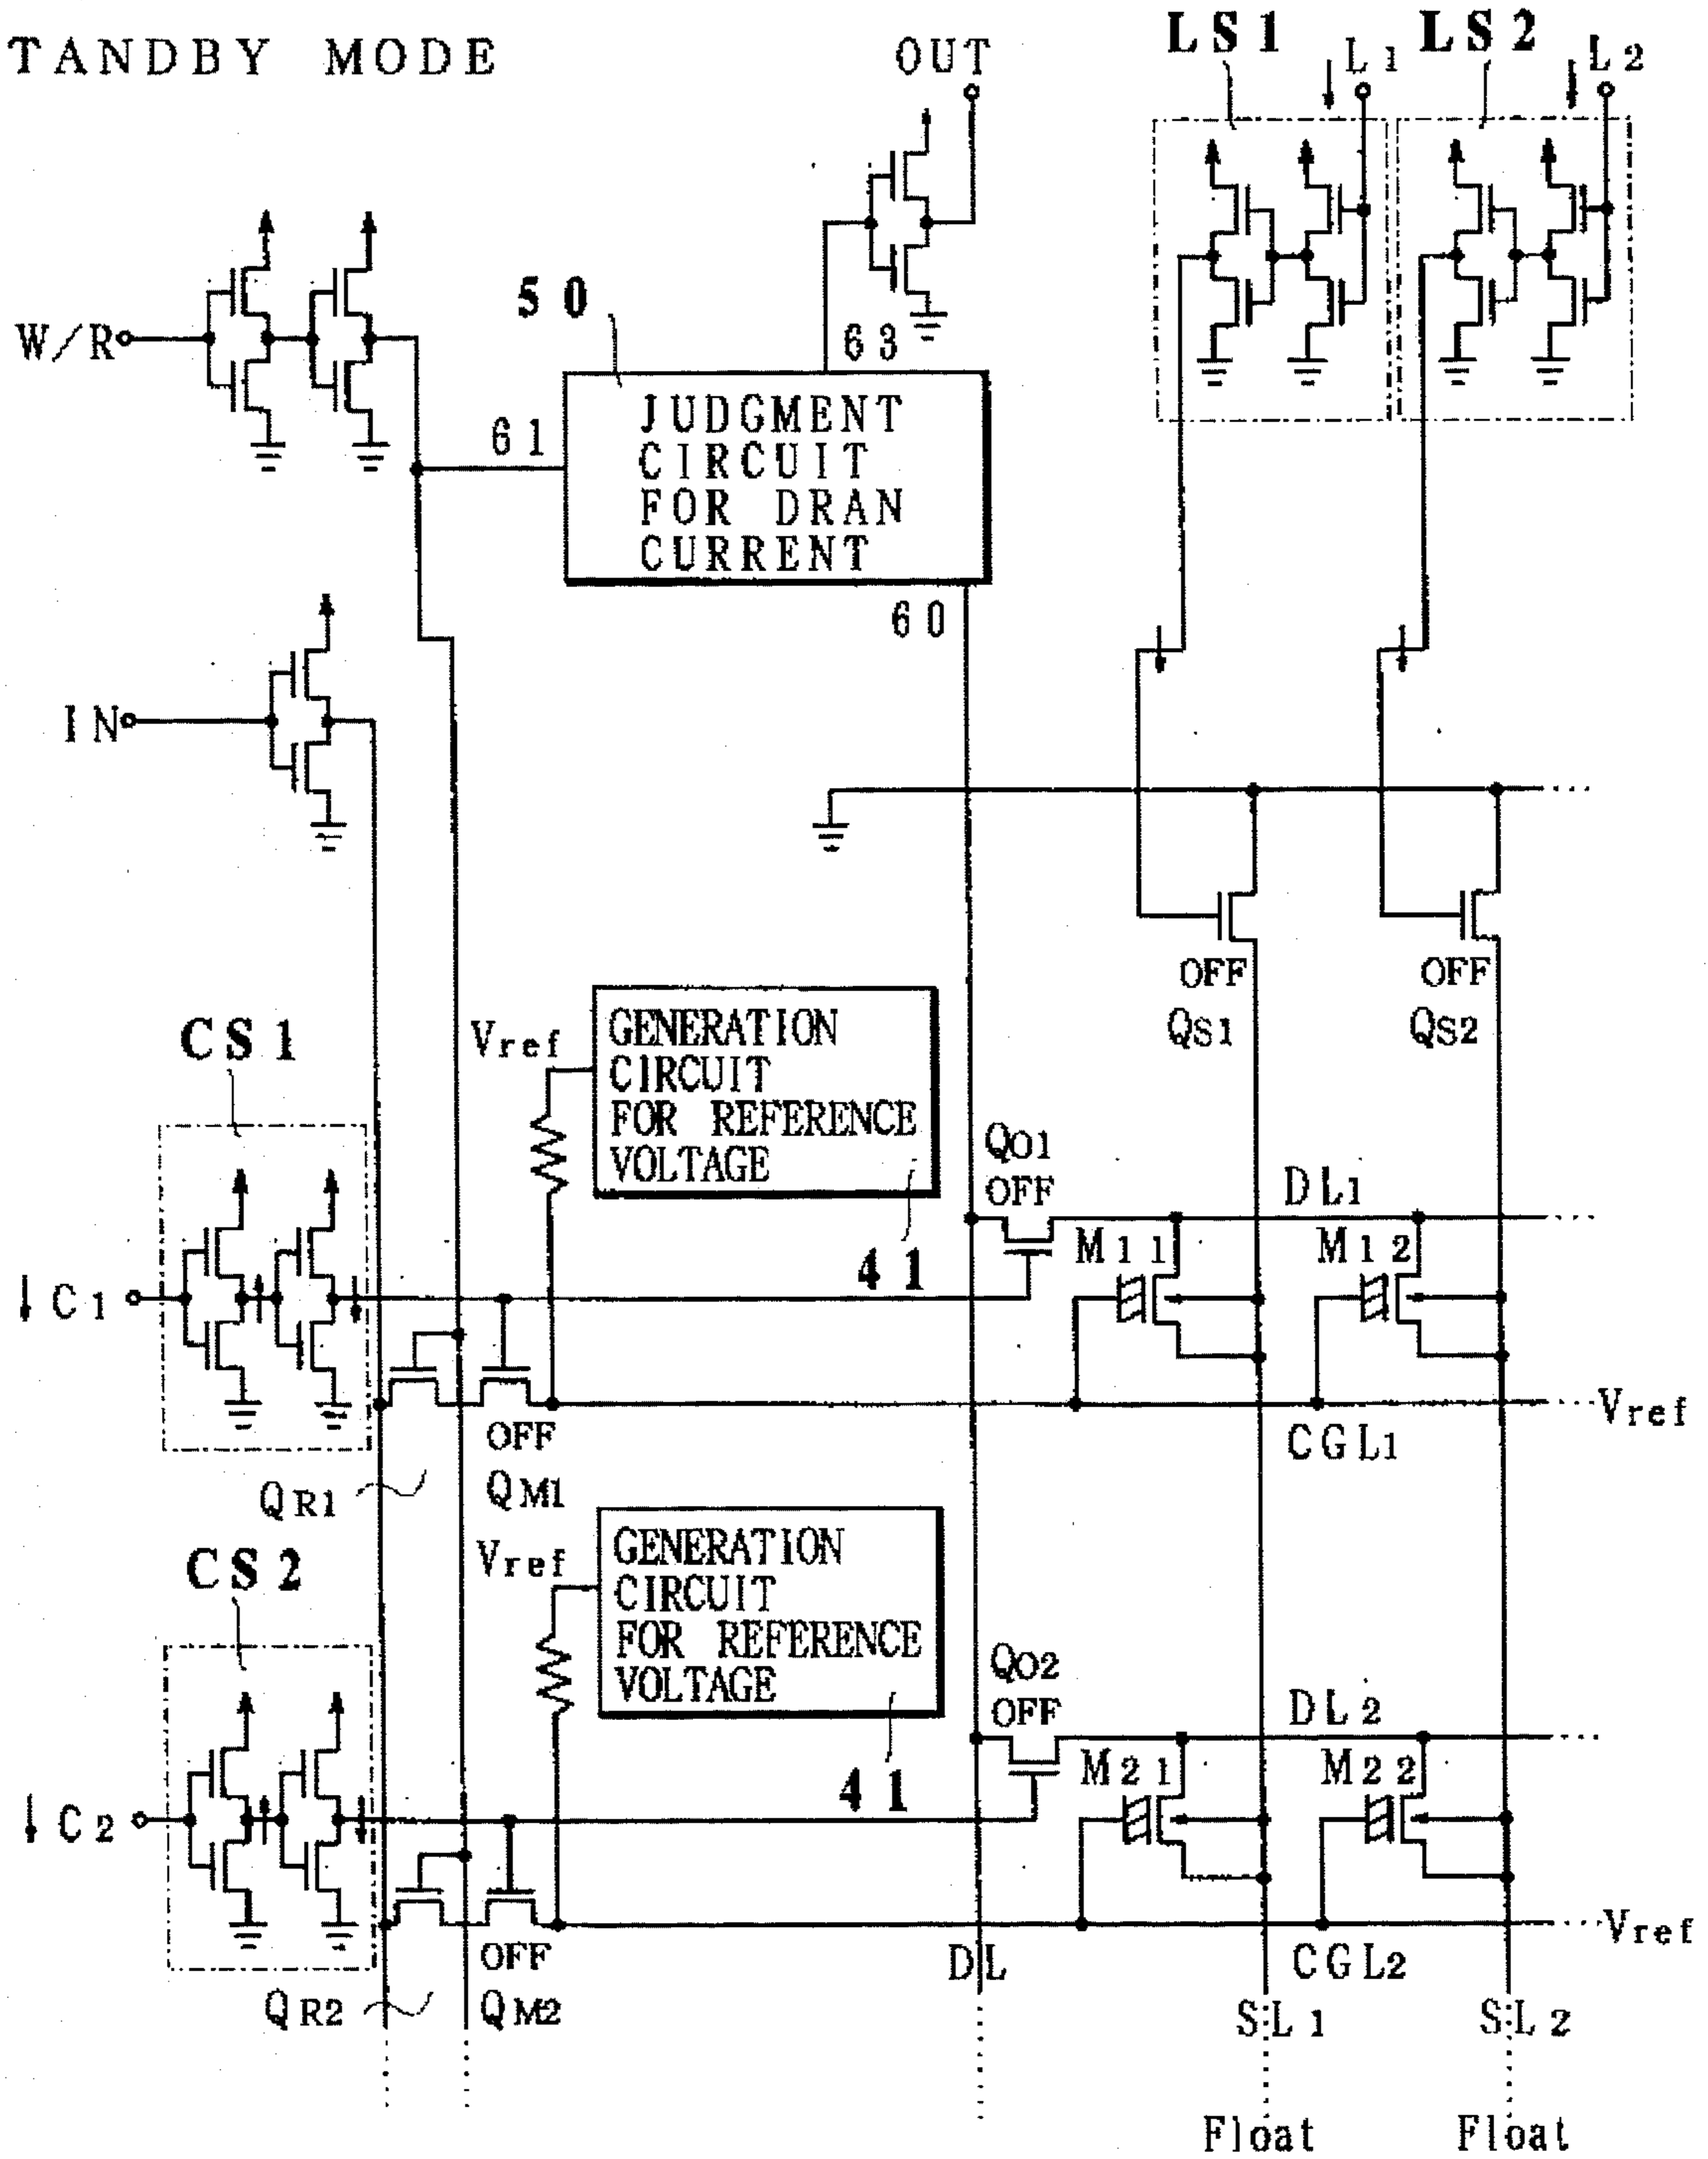 TANDBY MODE
OUT
LS1
L1
LS2
L2
W/R
50
63
61
JUDGMENT
CIRCUIT
FOR DRAN
CURRENT
60
IN
OFF
QS1
OFF
QS2
CS1
Vref
GENERATION
CIRCUIT
FOR REFERENCE
VOLTAGE
41
QO1
OFF
DL1
M11
M12
C1
OFF
QM1
QR1
CGL1
Vref
CS2
Vref
GENERATION
CIRCUIT
FOR REFERENCE
VOLTAGE
41
QO2
OFF
DL2
M21
M22
C2
OFF
QM2
QR2
DL
CGL2
Vref
SL1
SL2
Float
Float